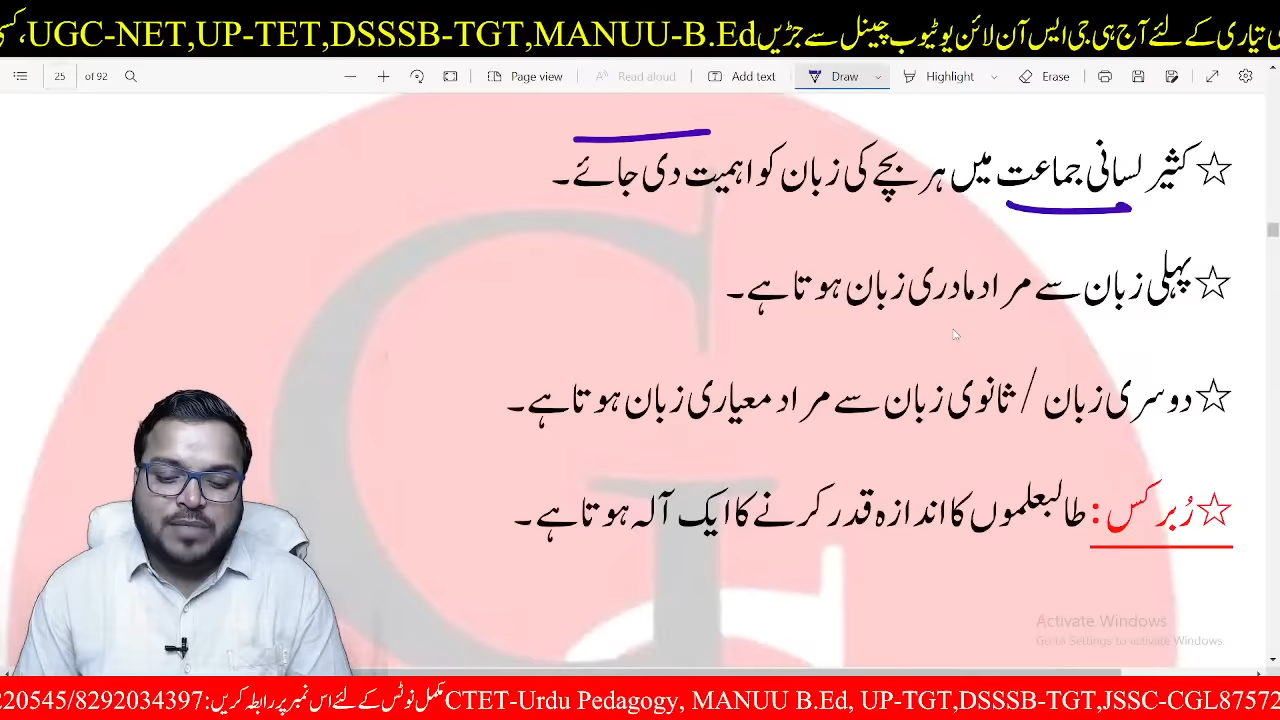 تیاری کے لئے آج ہی جی ایس آن لائن یوٹیوب چینل سے جڑیں UGC-NET,UP-TET,DSSSB-TGT,MANUU-B.Ed،
25 of 92 Page view Read aloud Add text Draw Highlight Erase
☆ کثیر لسانی جماعت میں ہر بچے کی زبان کو اہمیت دی جائے۔
☆ پہلی زبان سے مراد مادری زبان ہوتا ہے۔
☆ دوسری زبان / ثانوی زبان سے مراد معیاری زبان ہوتا ہے۔
☆ رُبرکس: طالبعلموں کا اندازہ قدر کرنے کا ایک آلہ ہوتا ہے۔
G
Activate Windows
Go to Settings to activate Windows.
220545/8292034397: مکمل نوٹس کے لئے اس نمبر پر رابطہ کریں CTET-Urdu Pedagogy, MANUU B.Ed, UP-TGT,DSSSB-TGT,JSSC-CGL87572